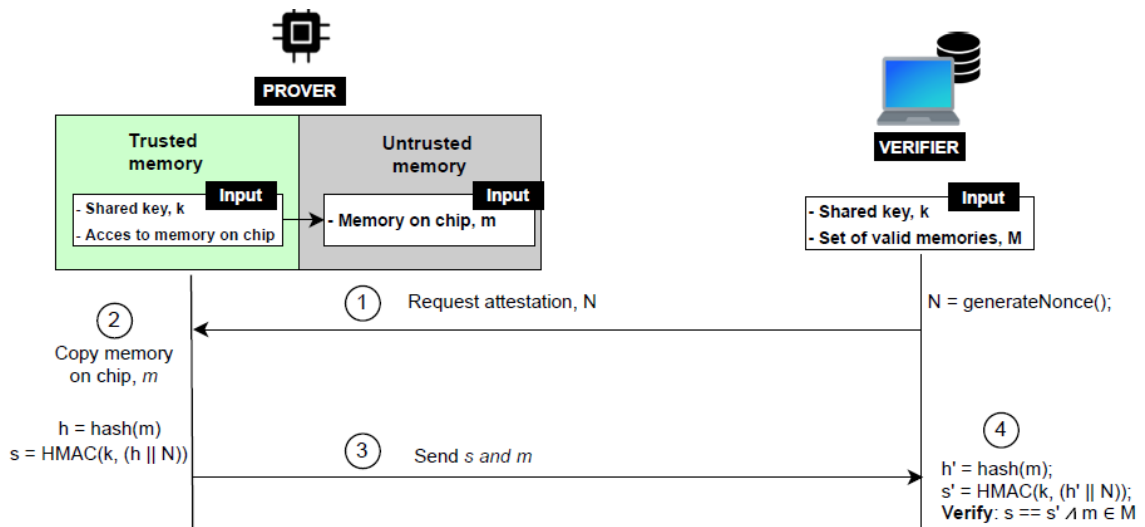 PROVER
VERIFIER
Trusted
memory
Untrusted
memory
Input
- Shared key, k
- Acces to memory on chip
Input
- Memory on chip, m
Input
- Shared key, k
- Set of valid memories, M
1
Request attestation, N
N = generateNonce();
2
Copy memory
on chip, m
h = hash(m)
s = HMAC(k, (h || N))
3
Send s and m
4
h' = hash(m);
s' = HMAC(k, (h' || N));
Verify: s == s' ∧ m ∈ M